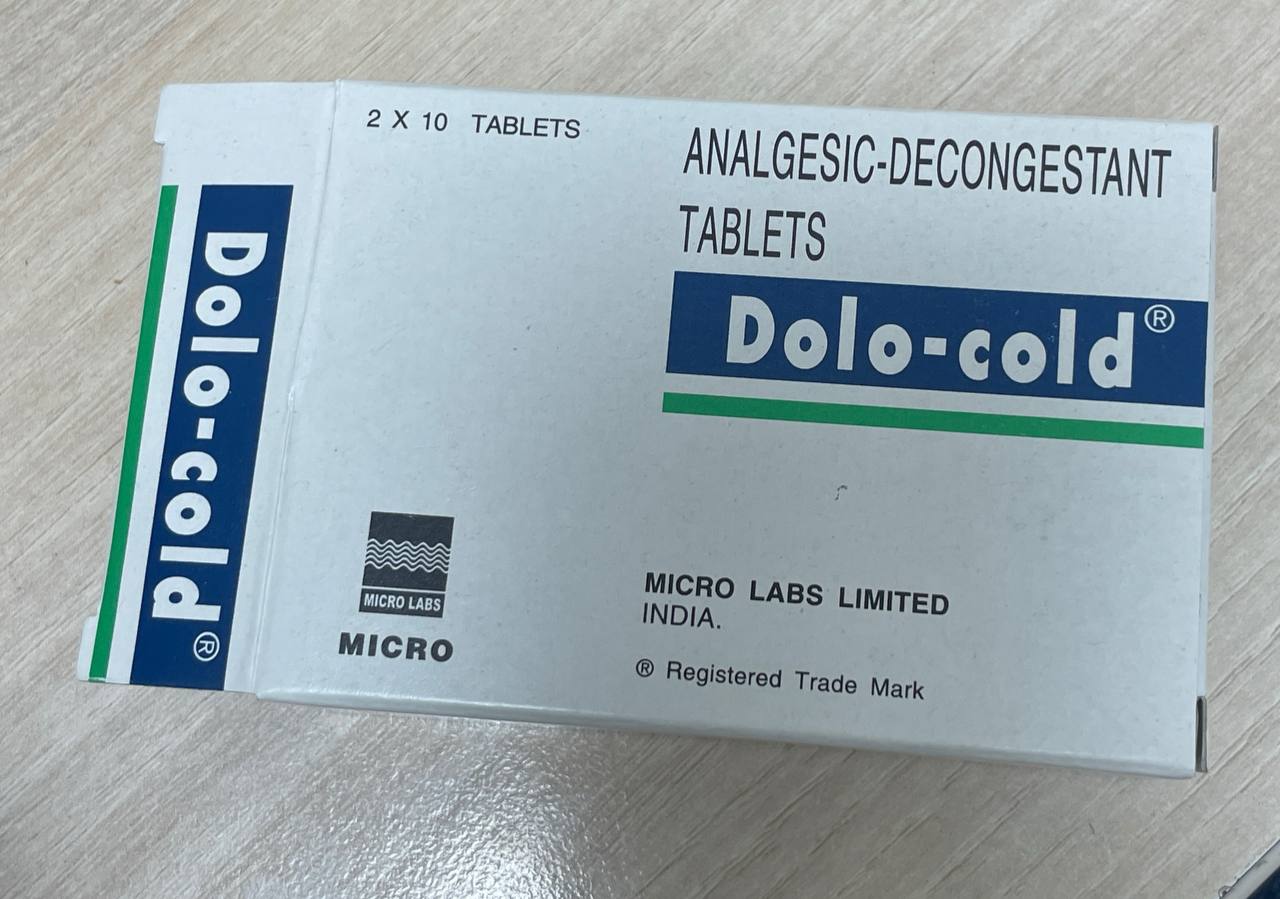 2 X 10 TABLETS
ANALGESIC-DECONGESTANT
TABLETS
Dolo-cold®
Dolo-cold®
MICRO LABS
MICRO
MICRO LABS LIMITED
INDIA.
® Registered Trade Mark